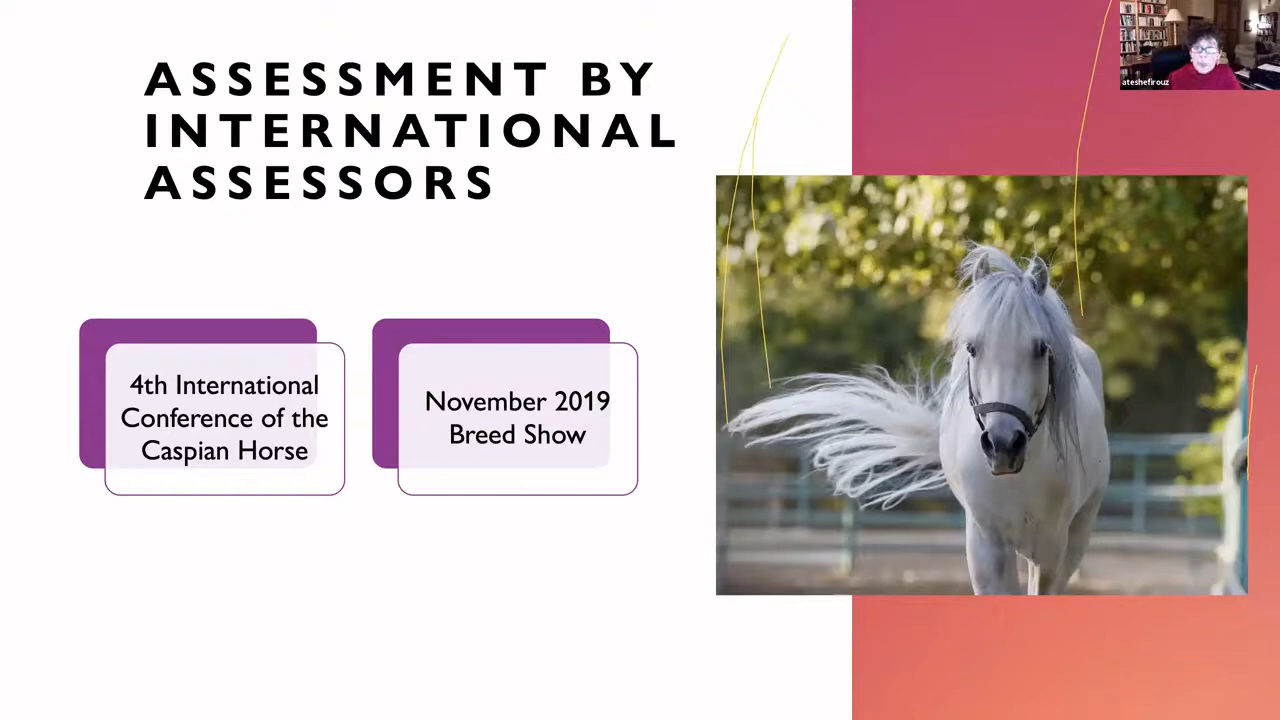 ASSESSMENT BY
INTERNATIONAL
ASSESSORS
4th International
Conference of the
Caspian Horse
November 2019
Breed Show
ateshefirouz